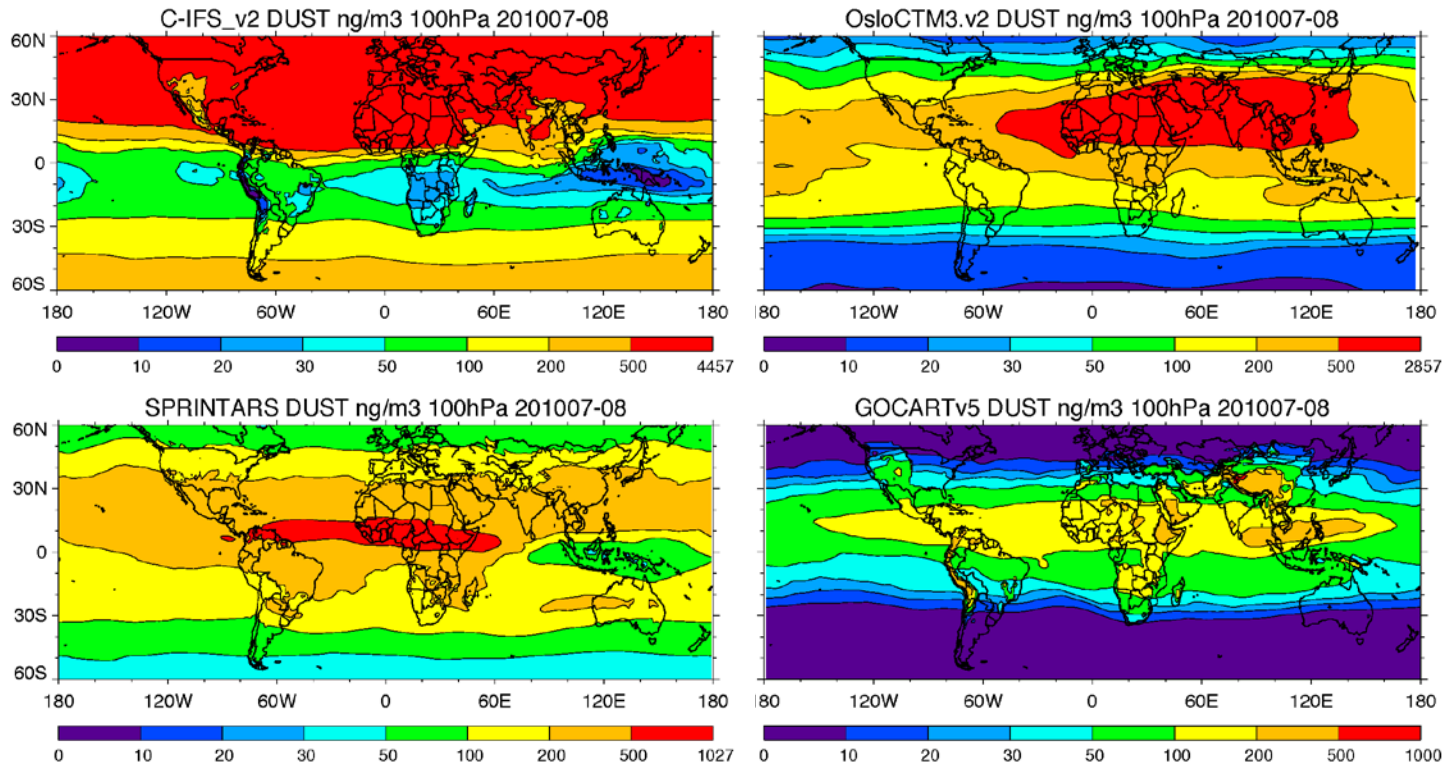 C-IFS_v2 DUST ng/m3 100hPa 201007-08
60N
30N
0
30S
60S
180 120W 60W 0 60E 120E 180
0 10 20 30 50 100 200 500 4457
OsloCTM3.v2 DUST ng/m3 100hPa 201007-08
180 120W 60W 0 60E 120E 180
0 10 20 30 50 100 200 500 2857
SPRINTARS DUST ng/m3 100hPa 201007-08
60N
30N
0
30S
60S
180 120W 60W 0 60E 120E 180
0 10 20 30 50 100 200 500 1027
GOCARTv5 DUST ng/m3 100hPa 201007-08
180 120W 60W 0 60E 120E 180
0 10 20 30 50 100 200 500 1000